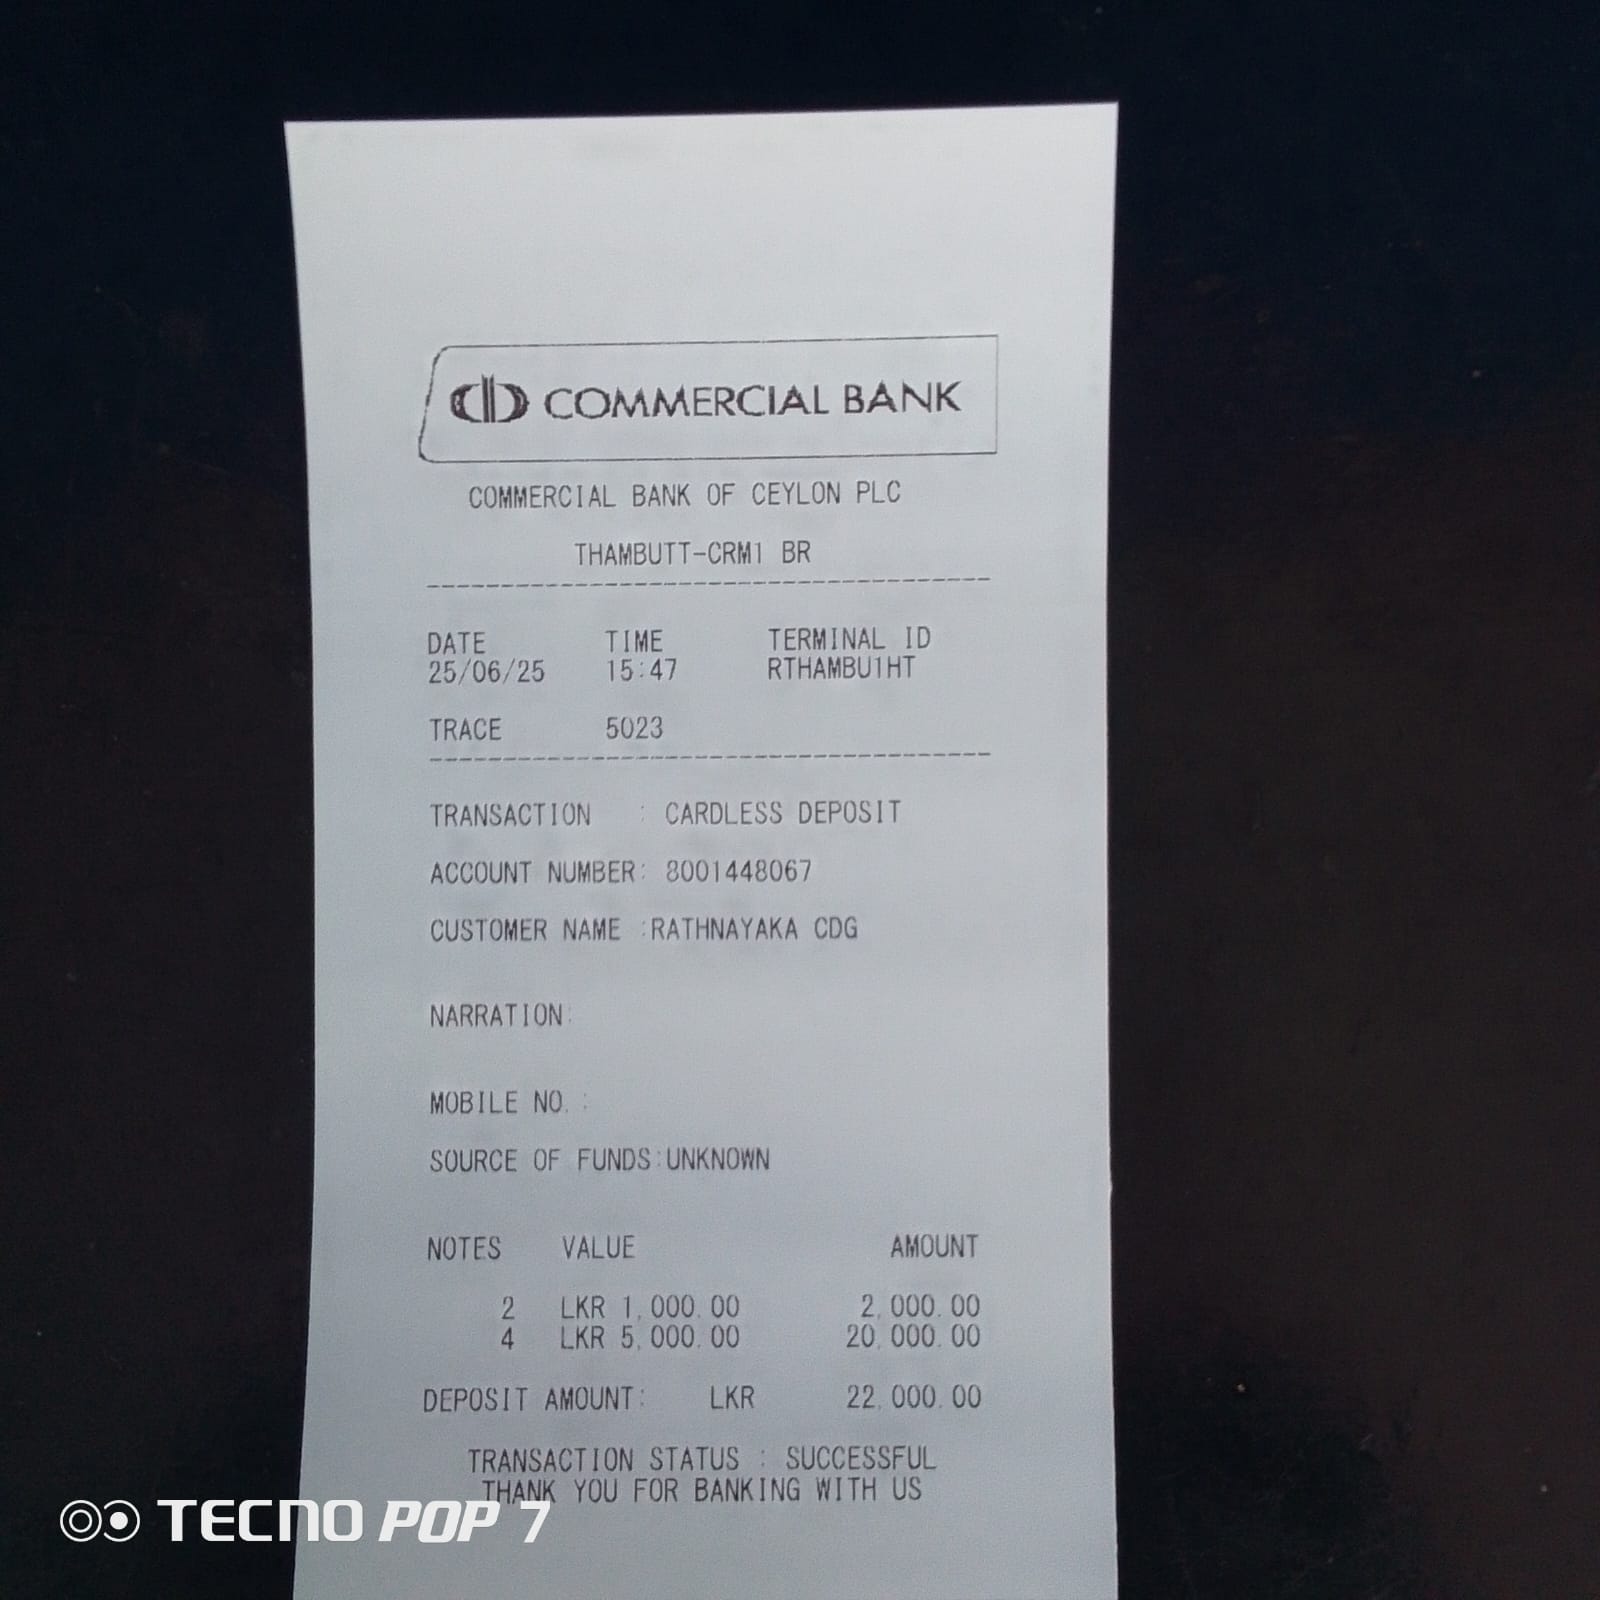 COMMERCIAL BANK
COMMERCIAL BANK OF CEYLON PLC
THAMBUTT-CRM1 BR
DATE TIME TERMINAL ID
25/06/25 15:47 RTHAMBU1HT
TRACE 5023
TRANSACTION : CARDLESS DEPOSIT
ACCOUNT NUMBER: 8001448067
CUSTOMER NAME :RATHNAYAKA CDG
NARRATION:
MOBILE NO. :
SOURCE OF FUNDS:UNKNOWN
NOTES VALUE AMOUNT
2 LKR 1,000.00 2,000.00
4 LKR 5,000.00 20,000.00
DEPOSIT AMOUNT: LKR 22,000.00
TRANSACTION STATUS : SUCCESSFUL
THANK YOU FOR BANKING WITH US
TECNO POP 7